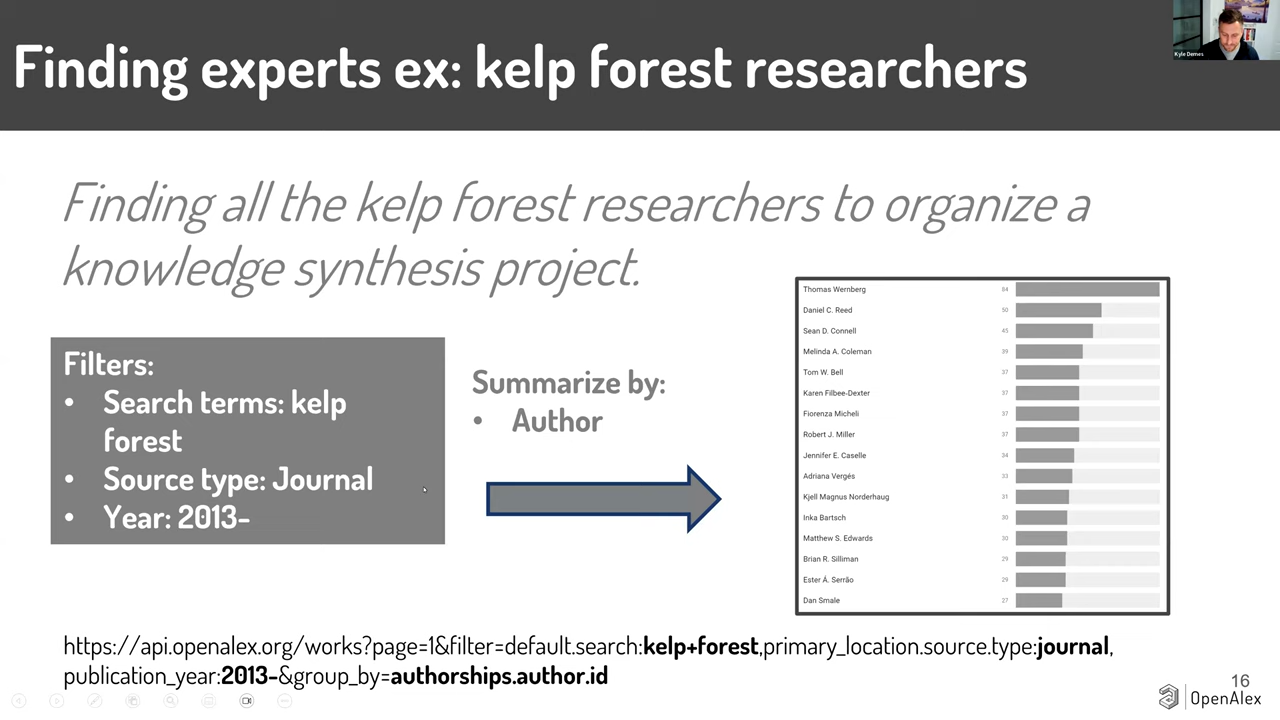 Finding experts ex: kelp forest researchers
Kyle Demes
Finding all the kelp forest researchers to organize a
knowledge synthesis project.
Filters:
• Search terms: kelp
forest
• Source type: Journal
• Year: 2013-
Summarize by:
• Author
Thomas Wernberg 84
Daniel C. Reed 50
Sean D. Connell 45
Melinda A. Coleman 39
Tom W. Bell 37
Karen Filbee-Dexter 37
Fiorenza Micheli 37
Robert J. Miller 37
Jennifer E. Caselle 34
Adriana Vergés 33
Kjell Magnus Norderhaug 31
Inka Bartsch 30
Matthew S. Edwards 30
Brian R. Silliman 29
Ester Á. Serrão 29
Dan Smale 27
https://api.openalex.org/works?page=1&filter=default.search:kelp+forest,primary_location.source.type:journal,
publication_year:2013-&group_by=authorships.author.id
16
OpenAlex